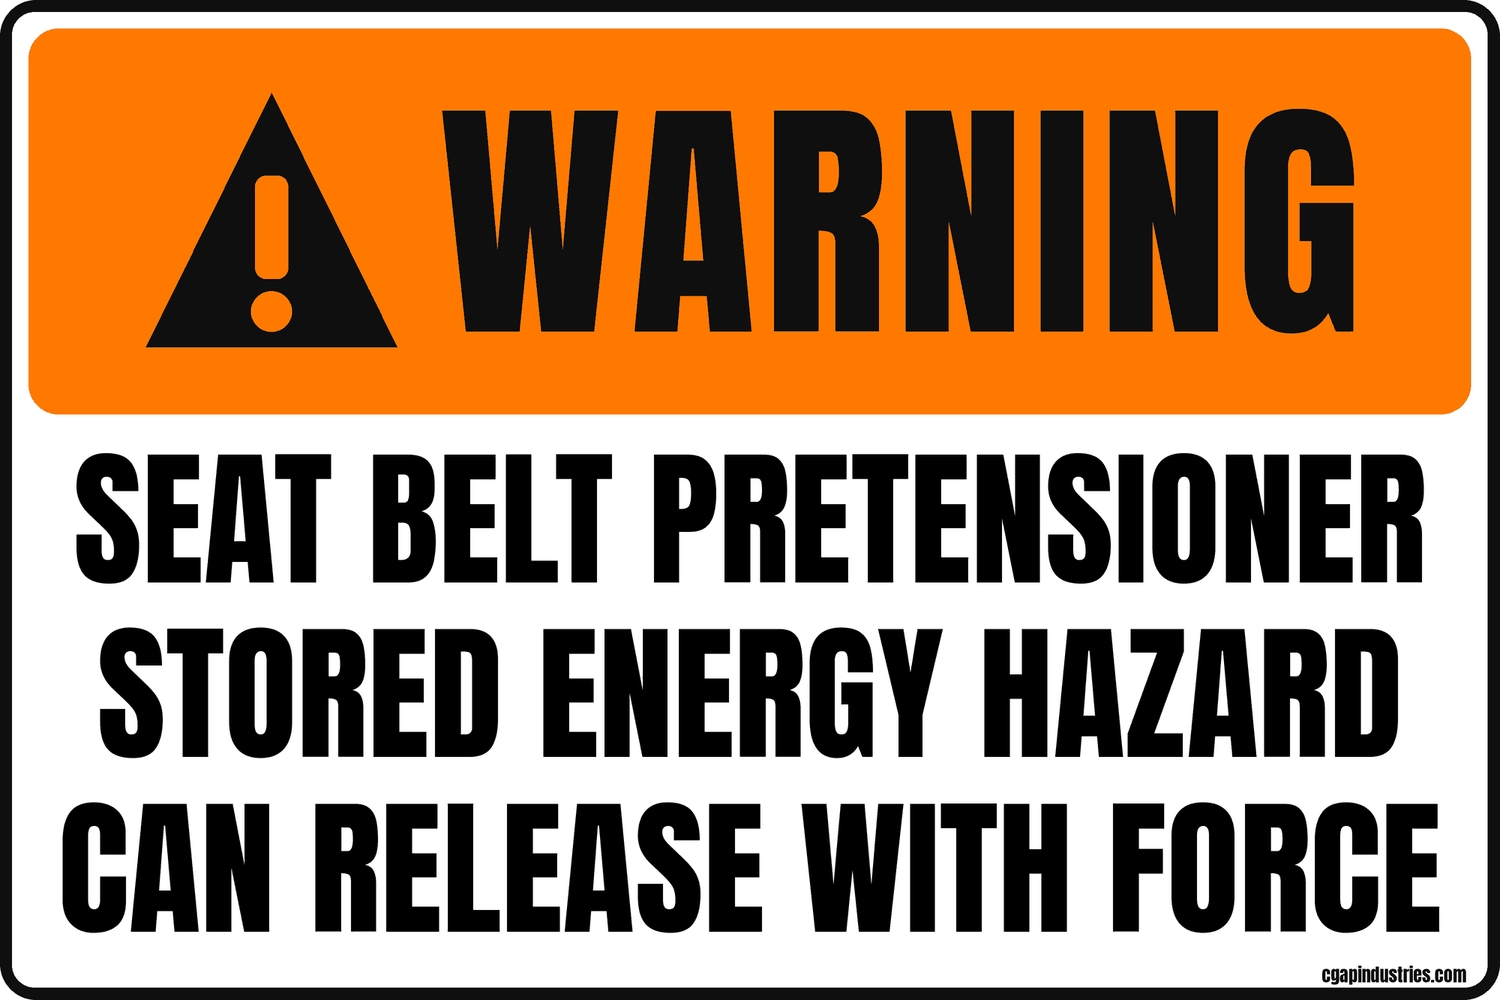 WARNING
SEAT BELT PRETENSIONER
STORED ENERGY HAZARD
CAN RELEASE WITH FORCE
cgapindustries.com